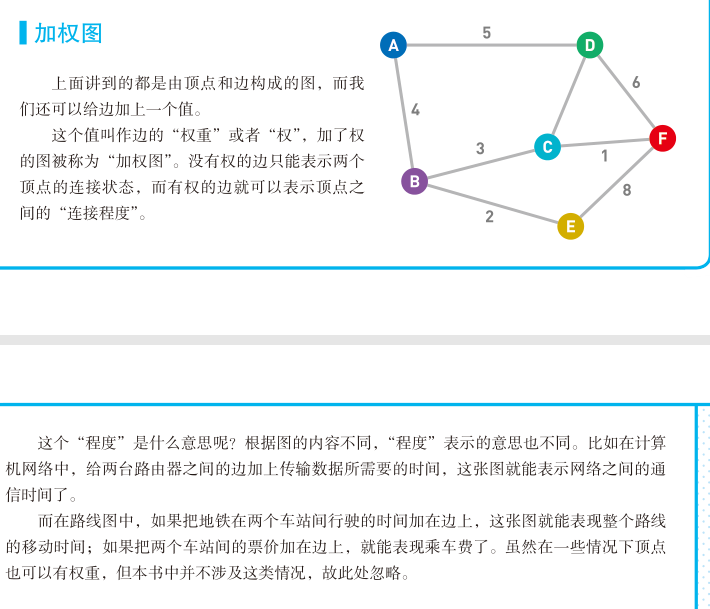 加权图
上面讲到的都是由顶点和边构成的图，而我
们还可以给边加上一个值。
这个值叫作边的“权重”或者“权”，加了权
的图被称为“加权图”。没有权的边只能表示两个
顶点的连接状态，而有权的边就可以表示顶点之
间的“连接程度”。
A
5
D
4
6
3
C
1
F
B
2
8
E
这个“程度”是什么意思呢？根据图的内容不同，“程度”表示的意思也不同。比如在计算
机网络中，给两台路由器之间的边加上传输数据所需要的时间，这张图就能表示网络之间的通
信时间了。
而在路线图中，如果把地铁在两个车站间行驶的时间加在边上，这张图就能表现整个路线
的移动时间；如果把两个车站间的票价加在边上，就能表现乘车费了。虽然在一些情况下顶点
也可以有权重，但本书中并不涉及这类情况，故此处忽略。